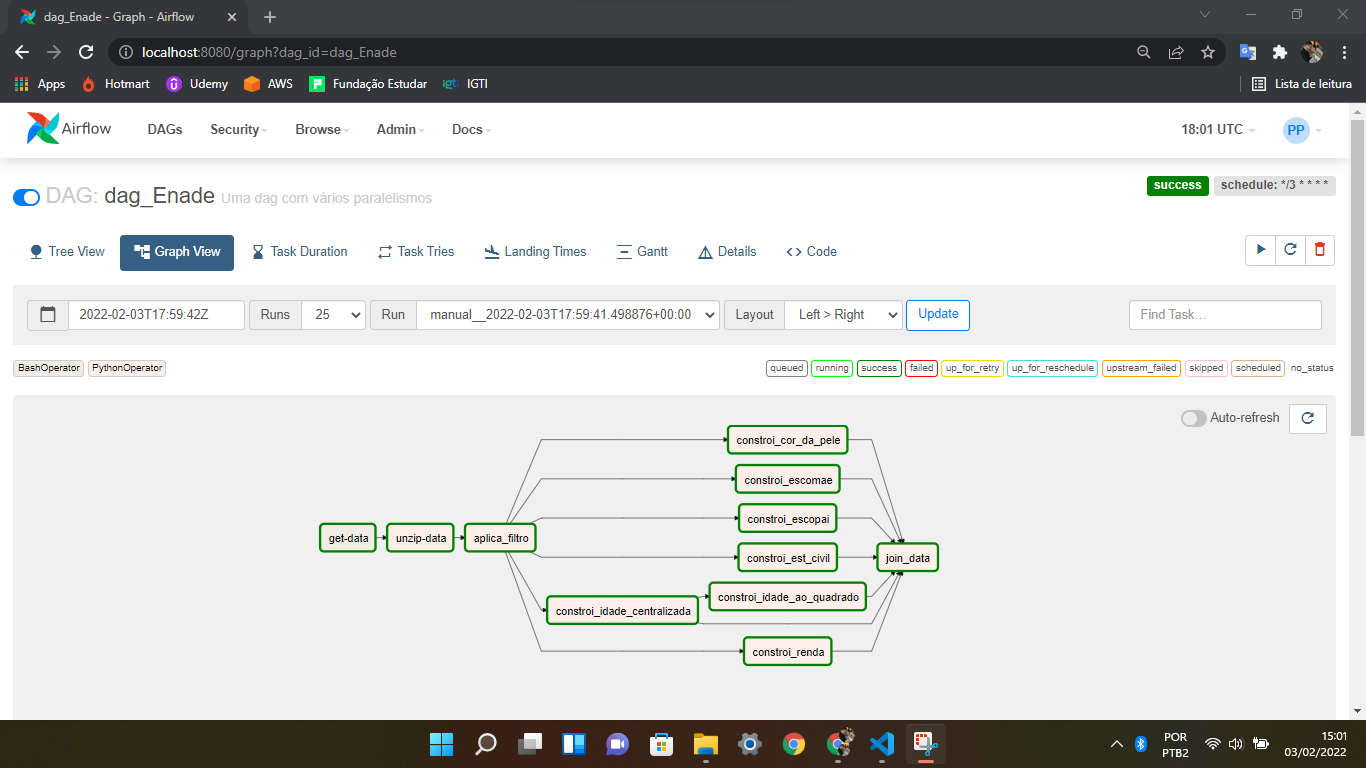 dag_Enade - Graph - Airflow
localhost:8080/graph?dag_id=dag_Enade
Apps Hotmart Udemy AWS Fundação Estudar igti IGTI Lista de leitura
Airflow DAGs Security Browse Admin Docs 18:01 UTC PP
DAG: dag_Enade Uma dag com vários paralelismos success schedule: */3 * * * *
Tree View Graph View Task Duration Task Tries Landing Times Gantt Details <> Code
2022-02-03T17:59:42Z Runs 25 Run manual__2022-02-03T17:59:41.498876+00:00 Layout Left > Right Update Find Task...
BashOperator PythonOperator queued running success failed up_for_retry up_for_reschedule upstream_failed skipped scheduled no_status
Auto-refresh
constroi_cor_da_pele
constroi_escomae
constroi_escopai
get-data unzip-data aplica_filtro
constroi_est_civil join_data
constroi_idade_ao_quadrado
constroi_idade_centralizada
constroi_renda
POR
PTB2
15:01
03/02/2022